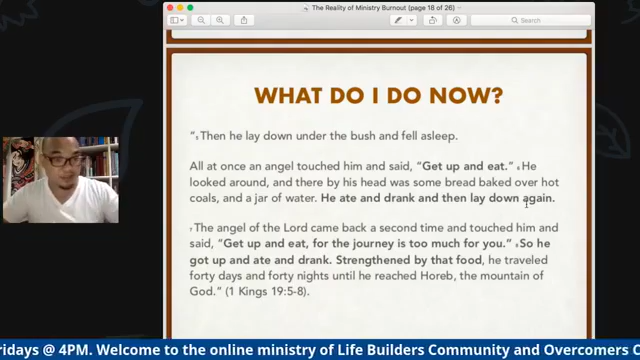 The Reality of Ministry Burnout (page 18 of 26)
Search
WHAT DO I DO NOW?
"5 Then he lay down under the bush and fell asleep.
All at once an angel touched him and said, "Get up and eat." 6 He
looked around, and there by his head was some bread baked over hot
coals, and a jar of water. He ate and drank and then lay down again.
7 The angel of the Lord came back a second time and touched him and
said, "Get up and eat, for the journey is too much for you." 8 So he
got up and ate and drank. Strengthened by that food, he traveled
forty days and forty nights until he reached Horeb, the mountain of
God." (1 Kings 19:5-8).
ridays @ 4PM. Welcome to the online ministry of Life Builders Community and Overcomers C